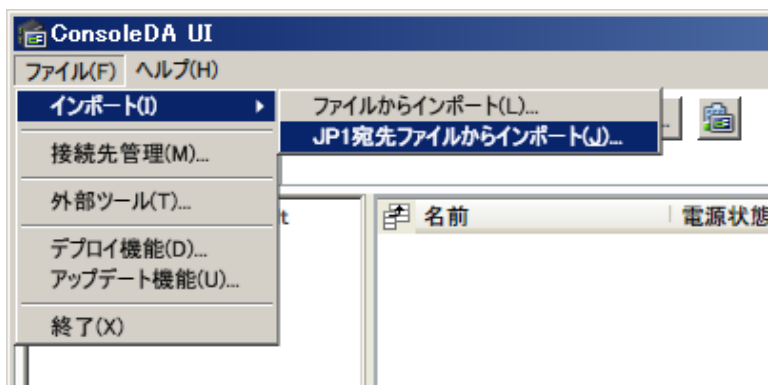 ConsoleDA UI
ファイル(F) ヘルプ(H)
インポート(I)
ファイルからインポート(L)...
JP1宛先ファイルからインポート(J)...
接続先管理(M)...
外部ツール(T)...
デプロイ機能(D)...
アップデート機能(U)...
終了(X)
名前
電源状態